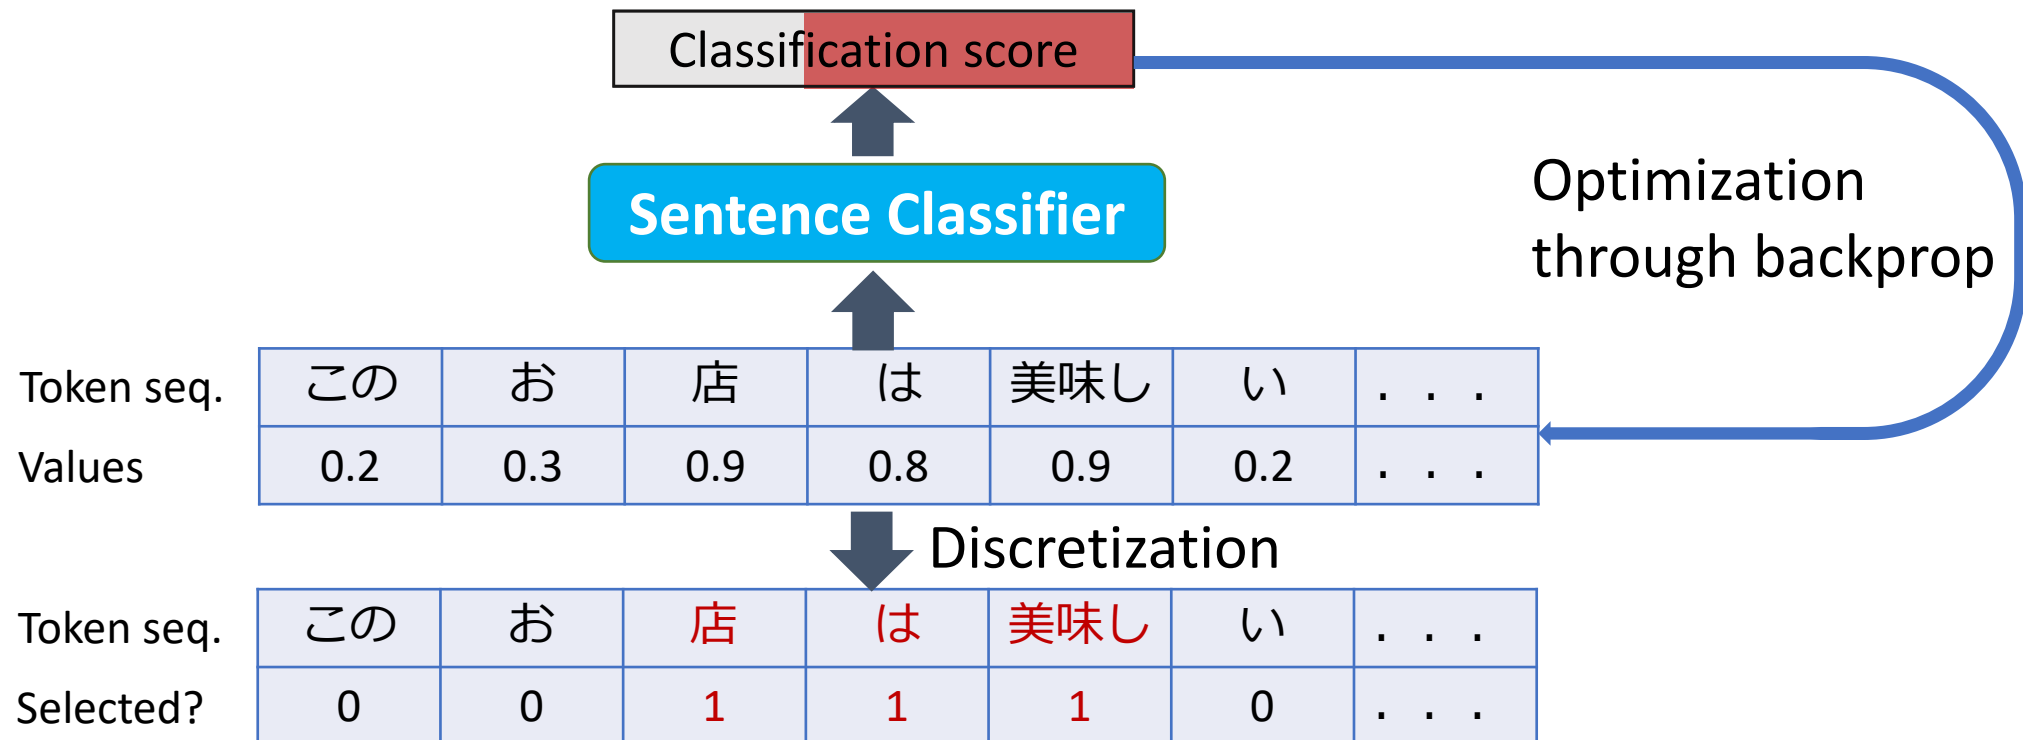 Classification score
Sentence Classifier
Optimization
through backprop
Token seq. この お 店 は 美味し い . . .
Values 0.2 0.3 0.9 0.8 0.9 0.2 . . .
Discretization
Token seq. この お 店 は 美味し い . . .
Selected? 0 0 1 1 1 0 . . .